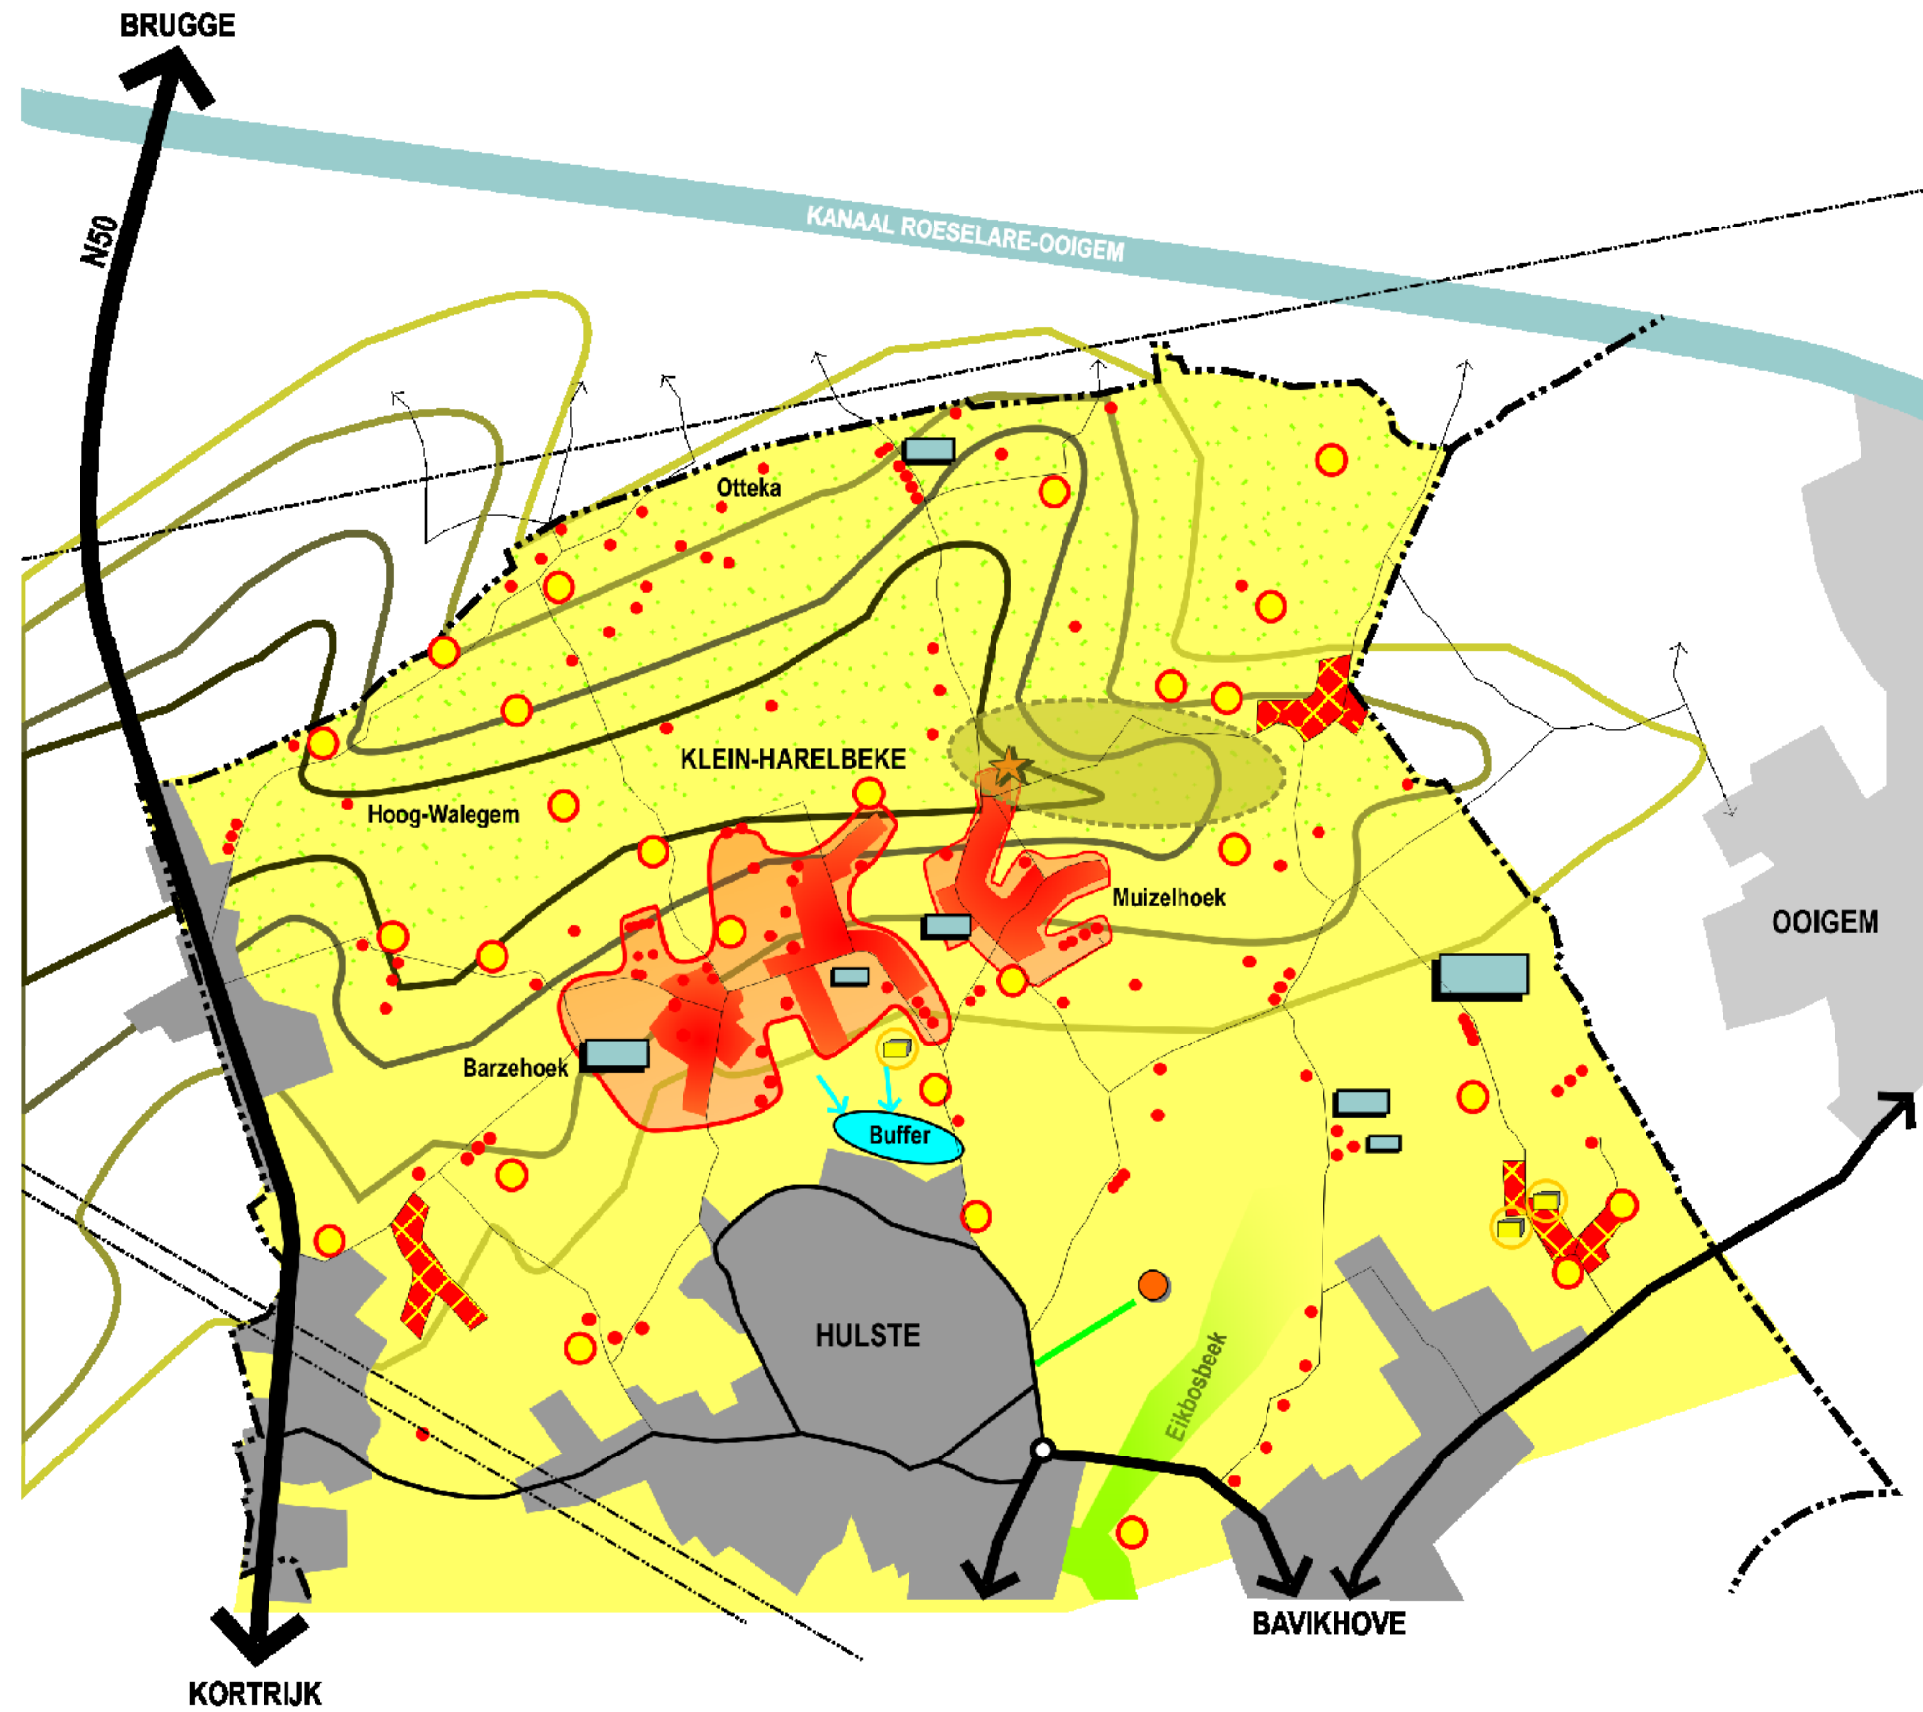 BRUGGE
N50
KANAAL ROESELARE-OOIGEM
Otteka
KLEIN-HARELBEKE
Hoog-Walegem
Muizelhoek
OOIGEM
Barzehoek
Buffer
HULSTE
Eikbosbeek
BAVIKHOVE
KORTRIJK